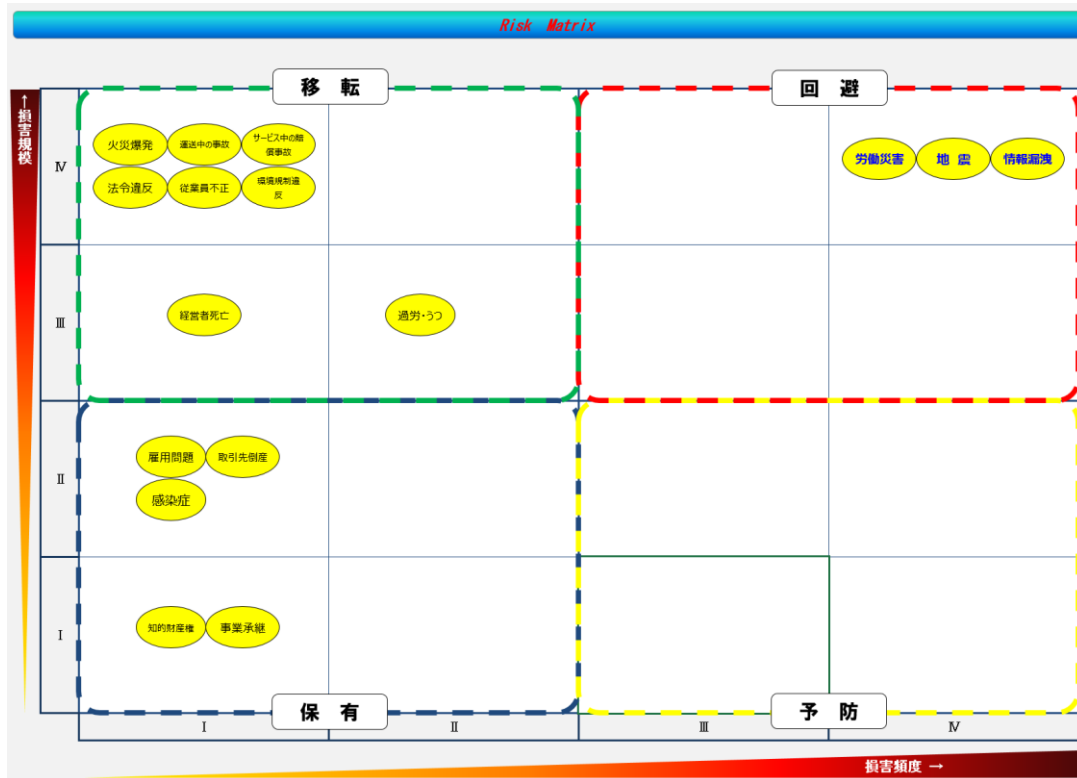 Risk Matrix
移 転
回 避
↑損害規模
Ⅳ
火災爆発
運送中の事故
サービス中の賠
償事故
法令違反
従業員不正
環境規制違
反
労働災害
地 震
情報漏洩
Ⅲ
経営者死亡
過労・うつ
Ⅱ
雇用問題
取引先倒産
感染症
Ⅰ
知的財産権
事業承継
保 有
予 防
Ⅰ
Ⅱ
Ⅲ
Ⅳ
損害頻度 →